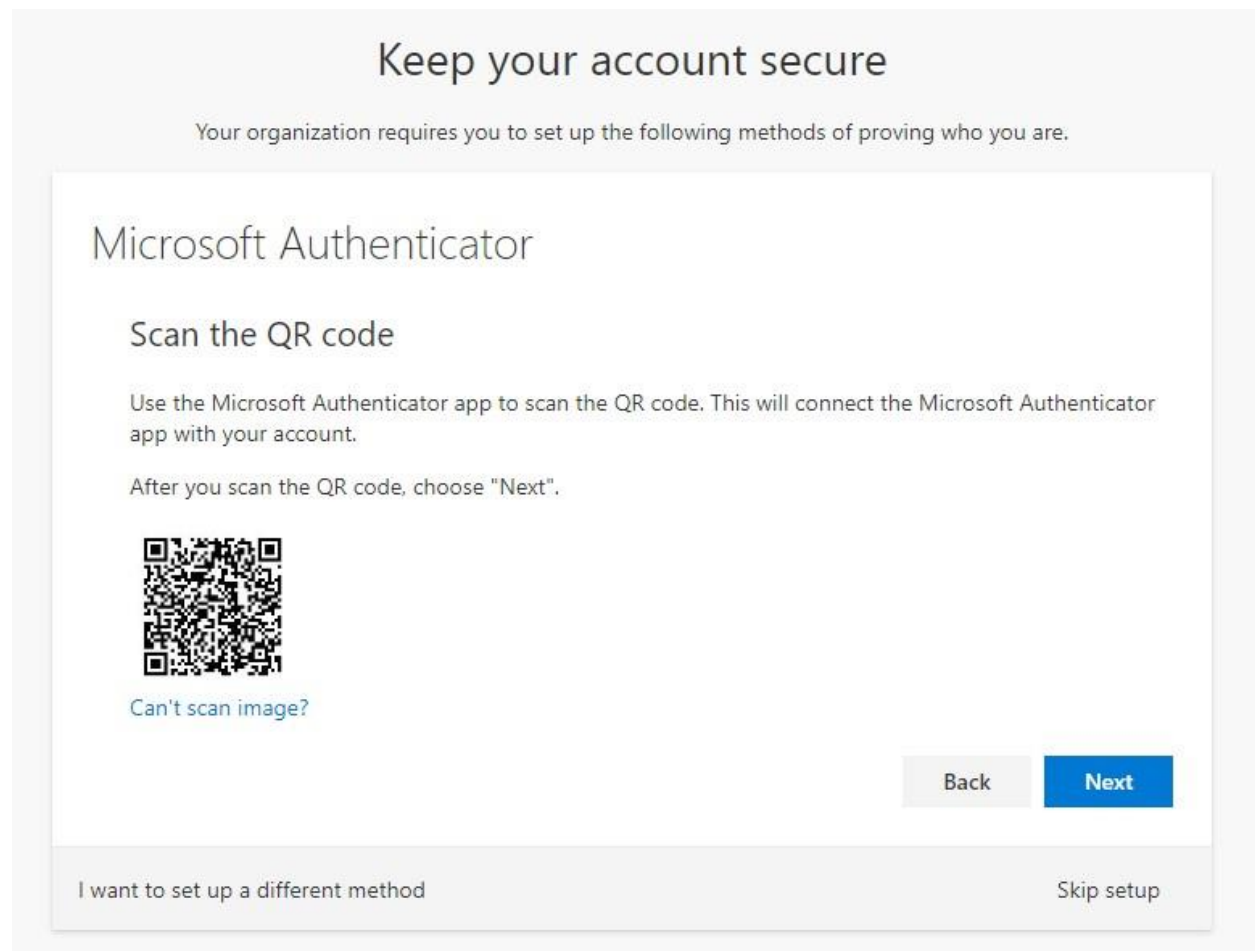 Keep your account secure
Your organization requires you to set up the following methods of proving who you are.
Microsoft Authenticator
Scan the QR code
Use the Microsoft Authenticator app to scan the QR code. This will connect the Microsoft Authenticator
app with your account.
After you scan the QR code, choose "Next".
Can't scan image?
Back Next
I want to set up a different method Skip setup